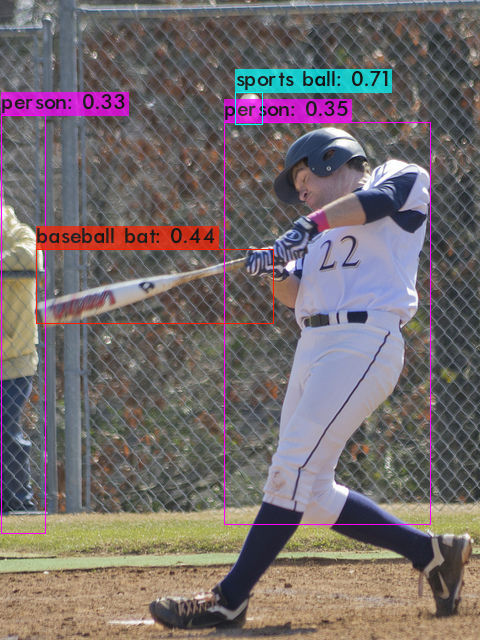 sports ball: 0.71
person: 0.33
person: 0.35
baseball bat: 0.44
22